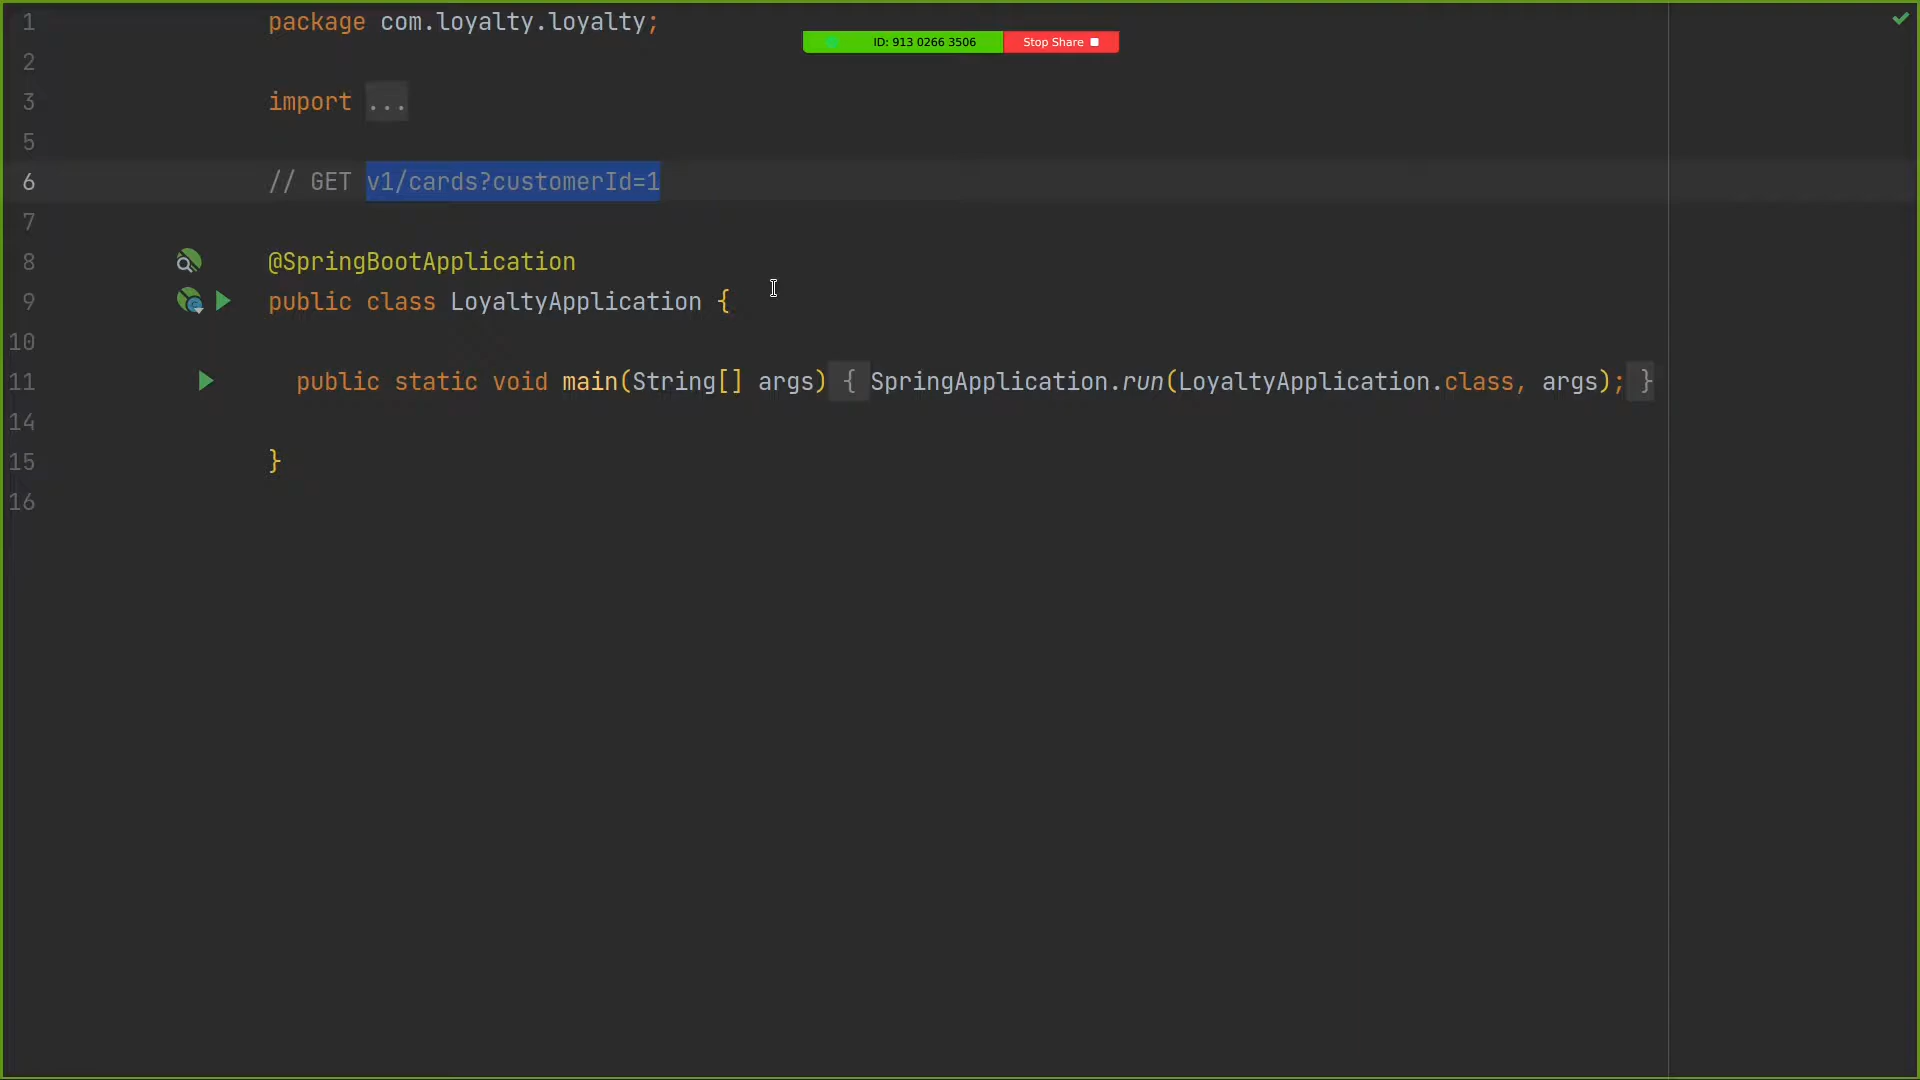 1 package com.loyalty.loyalty;
ID: 913 0266 3506 Stop Share
2
3 import ...
5
6 // GET v1/cards?customerId=1
7
8 @SpringBootApplication
9 public class LoyaltyApplication {
10
11 public static void main(String[] args) { SpringApplication.run(LoyaltyApplication.class, args); }
14
15 }
16